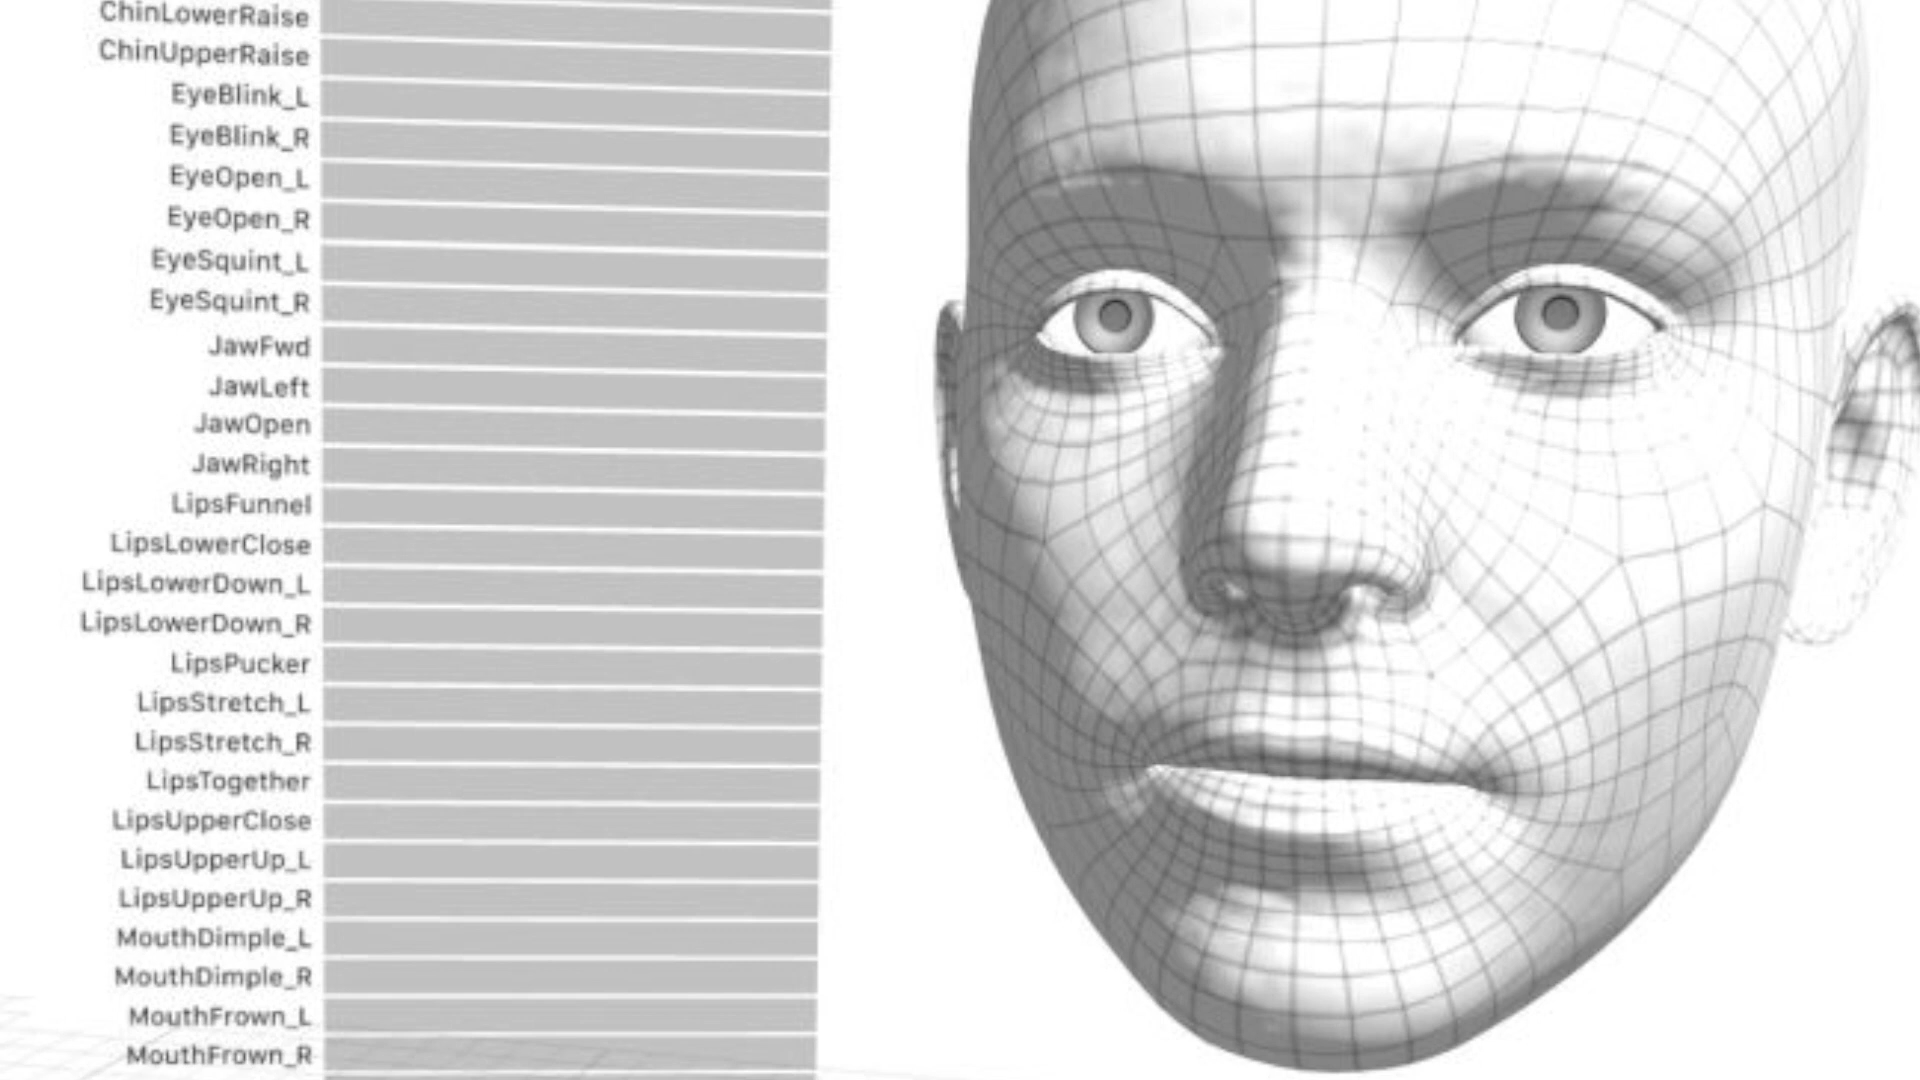 ChinLowerRaise
ChinUpperRaise
EyeBlink_L
EyeBlink_R
EyeOpen_L
EyeOpen_R
EyeSquint_L
EyeSquint_R
JawFwd
JawLeft
JawOpen
JawRight
LipsFunnel
LipsLowerClose
LipsLowerDown_L
LipsLowerDown_R
LipsPucker
LipsStretch_L
LipsStretch_R
LipsTogether
LipsUpperClose
LipsUpperUp_L
LipsUpperUp_R
MouthDimple_L
MouthDimple_R
MouthFrown_L
MouthFrown_R